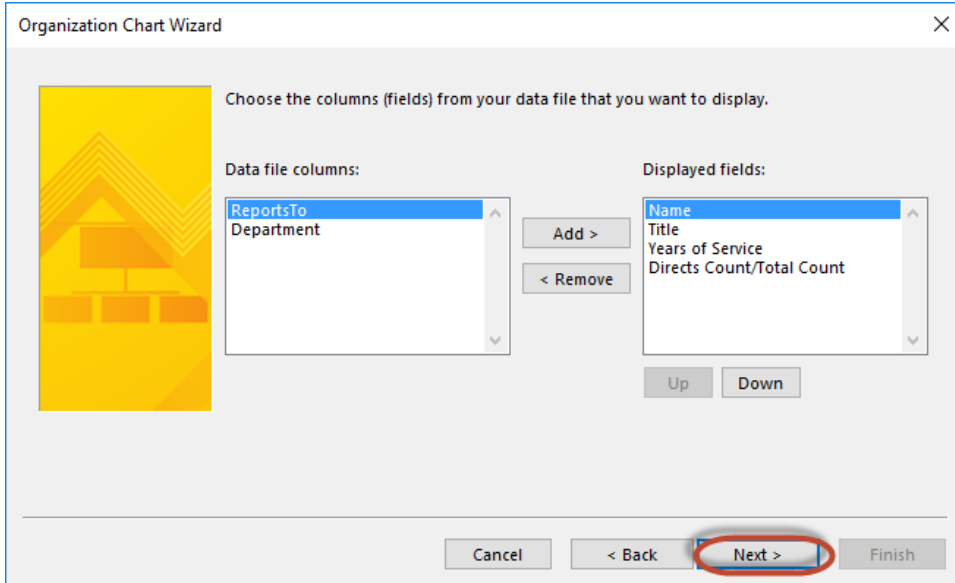 Organization Chart Wizard
Choose the columns (fields) from your data file that you want to display.
Data file columns:
ReportsTo
Department
Add >
< Remove
Displayed fields:
Name
Title
Years of Service
Directs Count/Total Count
Up
Down
Cancel
< Back
Next >
Finish